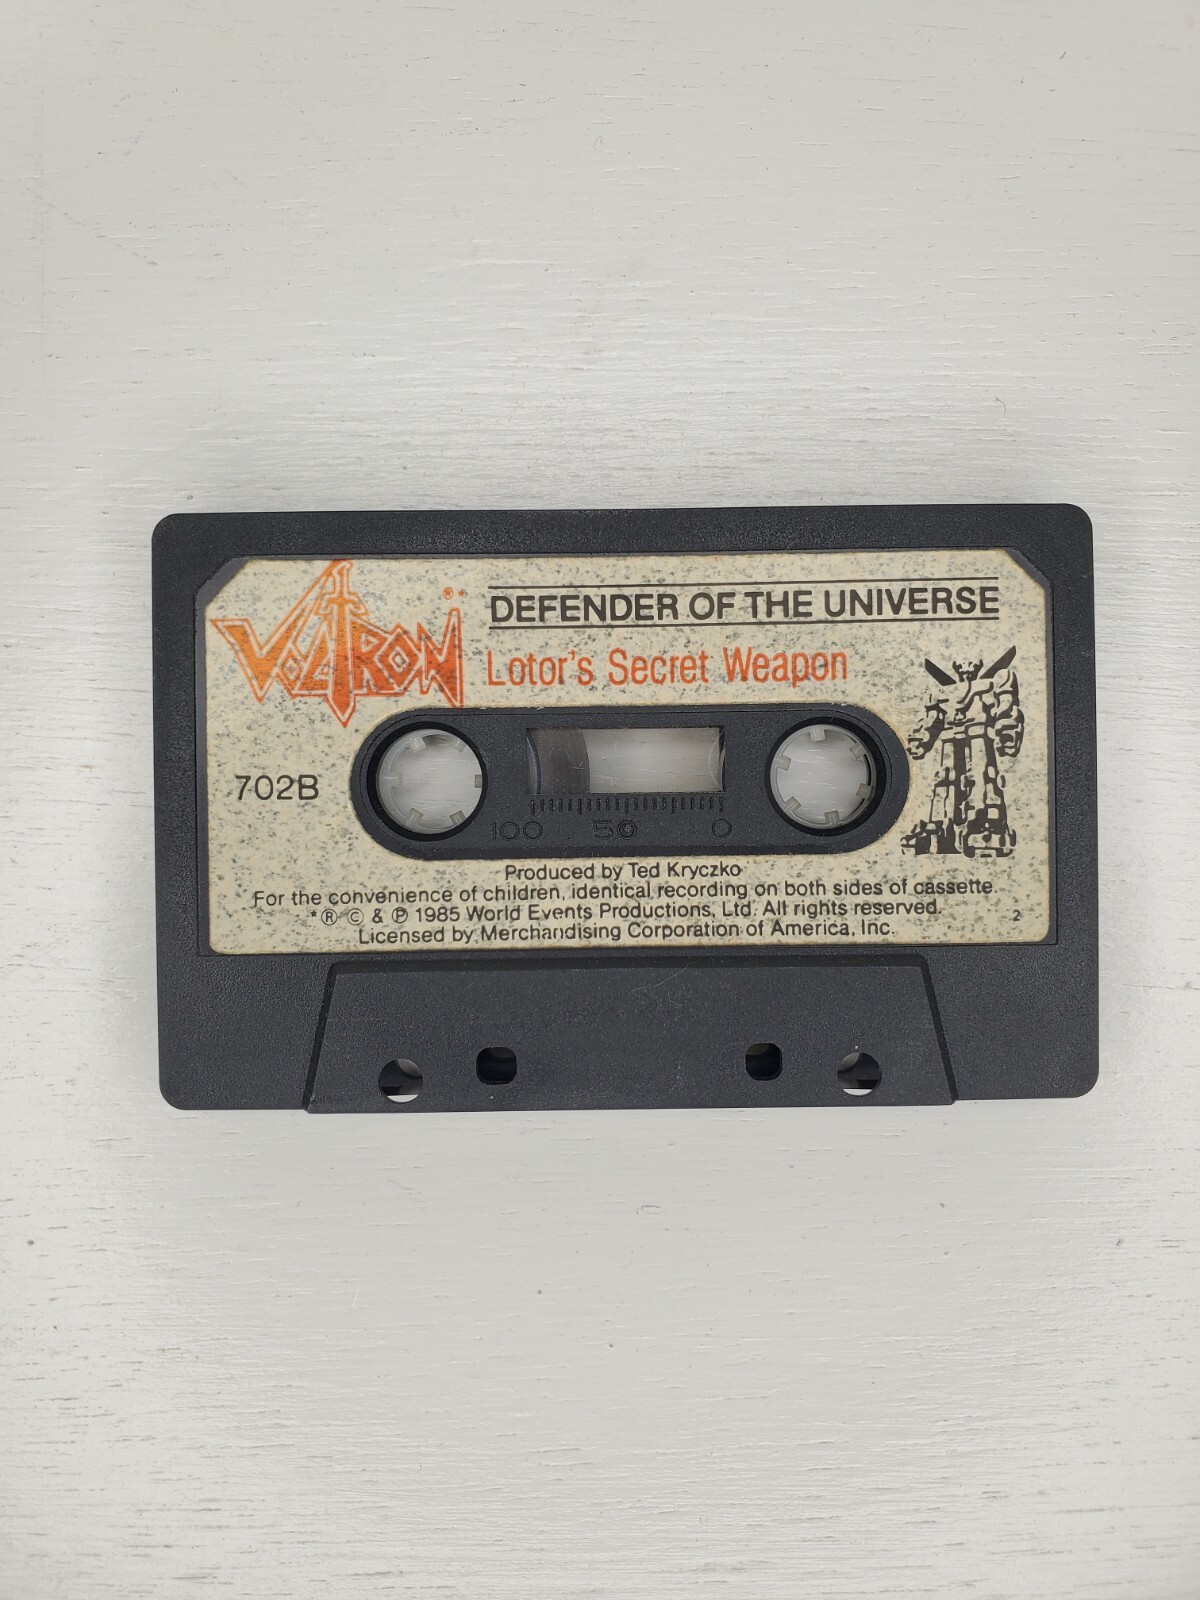 VOLTRON ®*
DEFENDER OF THE UNIVERSE
Lotor's Secret Weapon
702B
100 50 0
Produced by Ted Kryczko
For the convenience of children, identical recording on both sides of cassette.
*® © & ℗ 1985 World Events Productions, Ltd. All rights reserved.
2
Licensed by Merchandising Corporation of America, Inc.